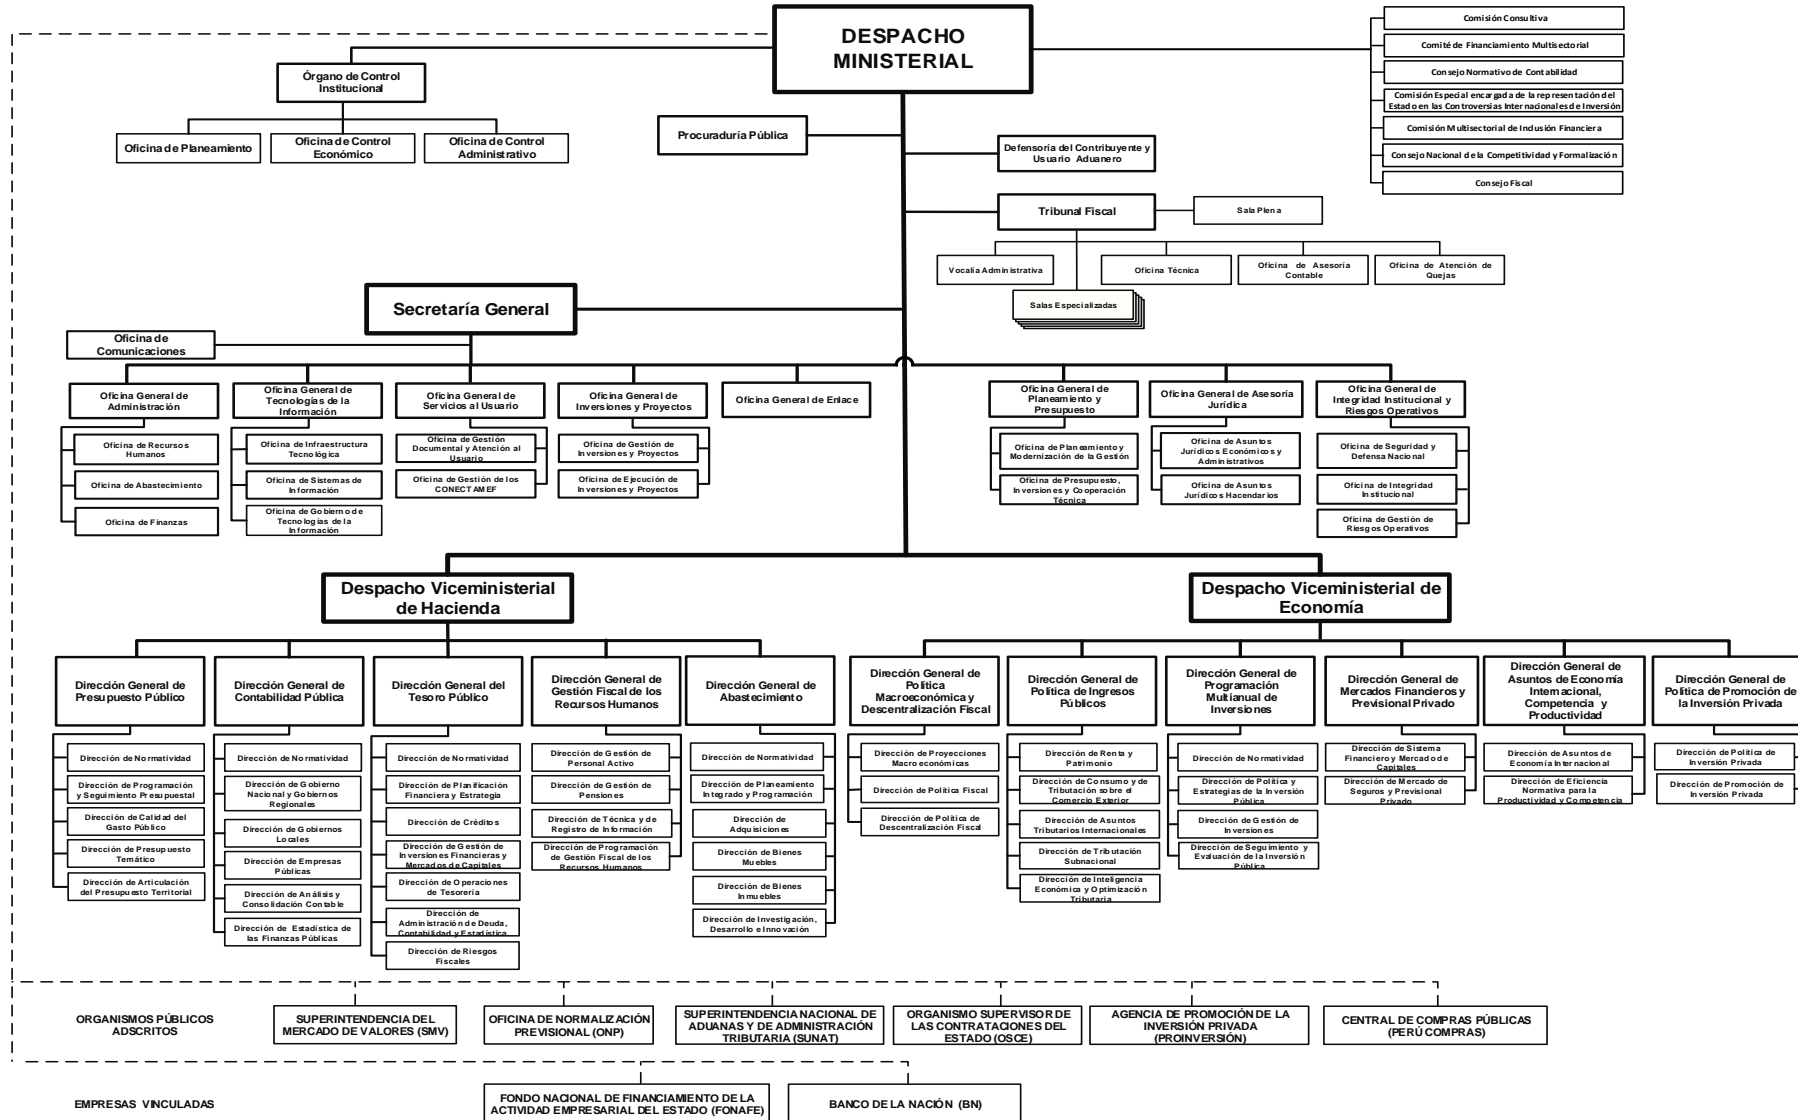 DESPACHO
MINISTERIAL
Comisión Consultiva
Comité de Financiamiento Multisectorial
Consejo Normativo de Contabilidad
Comisión Especial encargada de la representación del
Estado en las Controversias Internacionales de Inversión
Comisión Multisectorial de Inclusión Financiera
Consejo Nacional de la Competitividad y Formalización
Consejo Fiscal
Órgano de Control
Institucional
Oficina de Planeamiento
Oficina de Control
Económico
Oficina de Control
Administrativo
Procuraduría Pública
Defensoría del Contribuyente y
Usuario Aduanero
Tribunal Fiscal
Sala Plena
Vocalía Administrativa
Oficina Técnica
Oficina de Asesoría
Contable
Oficina de Atención de
Quejas
Salas Especializadas
Secretaría General
Oficina de
Comunicaciones
Oficina General de
Administración
Oficina de Recursos
Humanos
Oficina de Abastecimiento
Oficina de Finanzas
Oficina General de
Tecnologías de la
Información
Oficina de Infraestructura
Tecnológica
Oficina de Sistemas de
Información
Oficina de Gobierno de
Tecnologías de la
Información
Oficina General de
Servicios al Usuario
Oficina de Gestión
Documental y Atención al
Usuario
Oficina de Gestión de los
CONECTAMEF
Oficina General de
Inversiones y Proyectos
Oficina de Gestión de
Inversiones y Proyectos
Oficina de Ejecución de
Inversiones y Proyectos
Oficina General de Enlace
Oficina General de
Planeamiento y
Presupuesto
Oficina de Planeamiento y
Modernización de la Gestión
Oficina de Presupuesto,
Inversiones y Cooperación
Técnica
Oficina General de Asesoría
Jurídica
Oficina de Asuntos
Jurídicos Económicos y
Administrativos
Oficina de Asuntos
Jurídicos Hacendarios
Oficina General de
Integridad Institucional y
Riesgos Operativos
Oficina de Seguridad y
Defensa Nacional
Oficina de Integridad
Institucional
Oficina de Gestión de
Riesgos Operativos
Despacho Viceministerial
de Hacienda
Dirección General de
Presupuesto Público
Dirección de Normatividad
Dirección de Programación
y Seguimiento Presupuestal
Dirección de Calidad del
Gasto Público
Dirección de Presupuesto
Temático
Dirección de Articulación
del Presupuesto Territorial
Dirección General de
Contabilidad Pública
Dirección de Normatividad
Dirección de Gobierno
Nacional y Gobiernos
Regionales
Dirección de Gobiernos
Locales
Dirección de Empresas
Públicas
Dirección de Análisis y
Consolidación Contable
Dirección de Estadística de
las Finanzas Públicas
Dirección General del
Tesoro Público
Dirección de Normatividad
Dirección de Planificación
Financiera y Estrategia
Dirección de Créditos
Dirección de Gestión de
Inversiones Financieras y
Mercados de Capitales
Dirección de Operaciones
de Tesorería
Dirección de
Administración de Deuda,
Contabilidad y Estadística
Dirección de Riesgos
Fiscales
Dirección General de
Gestión Fiscal de los
Recursos Humanos
Dirección de Gestión de
Personal Activo
Dirección de Gestión de
Pensiones
Dirección de Técnica y de
Registro de Información
Dirección de Programación
de Gestión Fiscal de los
Recursos Humanos
Dirección General de
Abastecimiento
Dirección de Normatividad
Dirección de Planeamiento
Integrado y Programación
Dirección de
Adquisiciones
Dirección de Bienes
Muebles
Dirección de Bienes
Inmuebles
Dirección de Investigación,
Desarrollo e Innovación
Despacho Viceministerial de
Economía
Dirección General de
Política
Macroeconómica y
Descentralización Fiscal
Dirección de Proyecciones
Macro económicas
Dirección de Política Fiscal
Dirección de Política de
Descentralización Fiscal
Dirección General de
Política de Ingresos
Públicos
Dirección de Renta y
Patrimonio
Dirección de Consumo y de
Tributación sobre el
Comercio Exterior
Dirección de Asuntos
Tributarios Internacionales
Dirección de Tributación
Subnacional
Dirección de Inteligencia
Económica y Optimización
Tributaria
Dirección General de
Programación
Multianual de
Inversiones
Dirección de Normatividad
Dirección de Política y
Estrategias de la Inversión
Pública
Dirección de Gestión de
Inversiones
Dirección de Seguimiento y
Evaluación de la Inversión
Pública
Dirección General de
Mercados Financieros y
Previsional Privado
Dirección de Sistema
Financiero y Mercado de
Capitales
Dirección de Mercado de
Seguros y Previsional
Privado
Dirección General de
Asuntos de Economía
Internacional,
Competencia y
Productividad
Dirección de Asuntos de
Economía Internacional
Dirección de Eficiencia
Normativa para la
Productividad y Competencia
Dirección General de
Política de Promoción de
la Inversión Privada
Dirección de Política de
Inversión Privada
Dirección de Promoción de
Inversión Privada
ORGANISMOS PÚBLICOS
ADSCRITOS
SUPERINTENDENCIA DEL
MERCADO DE VALORES (SMV)
OFICINA DE NORMALIZACIÓN
PREVISIONAL (ONP)
SUPERINTENDENCIA NACIONAL DE
ADUANAS Y DE ADMINISTRACIÓN
TRIBUTARIA (SUNAT)
ORGANISMO SUPERVISOR DE
LAS CONTRATACIONES DEL
ESTADO (OSCE)
AGENCIA DE PROMOCIÓN DE LA
INVERSIÓN PRIVADA
(PROINVERSIÓN)
CENTRAL DE COMPRAS PÚBLICAS
(PERÚ COMPRAS)
EMPRESAS VINCULADAS
FONDO NACIONAL DE FINANCIAMIENTO DE LA
ACTIVIDAD EMPRESARIAL DEL ESTADO (FONAFE)
BANCO DE LA NACIÓN (BN)